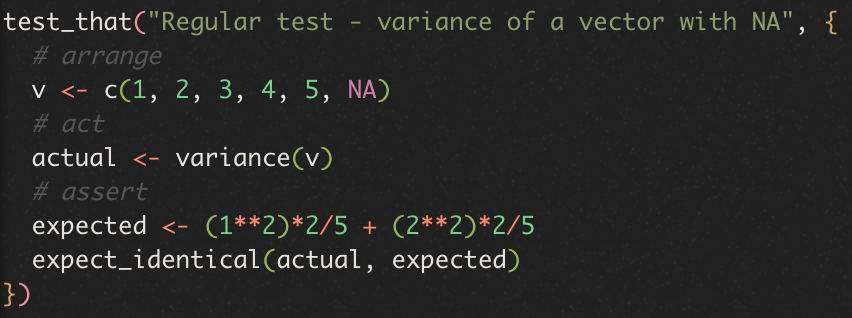 test_that("Regular test - variance of a vector with NA", {
  # arrange
  v <- c(1, 2, 3, 4, 5, NA)
  # act
  actual <- variance(v)
  # assert
  expected <- (1**2)*2/5 + (2**2)*2/5
  expect_identical(actual, expected)
})